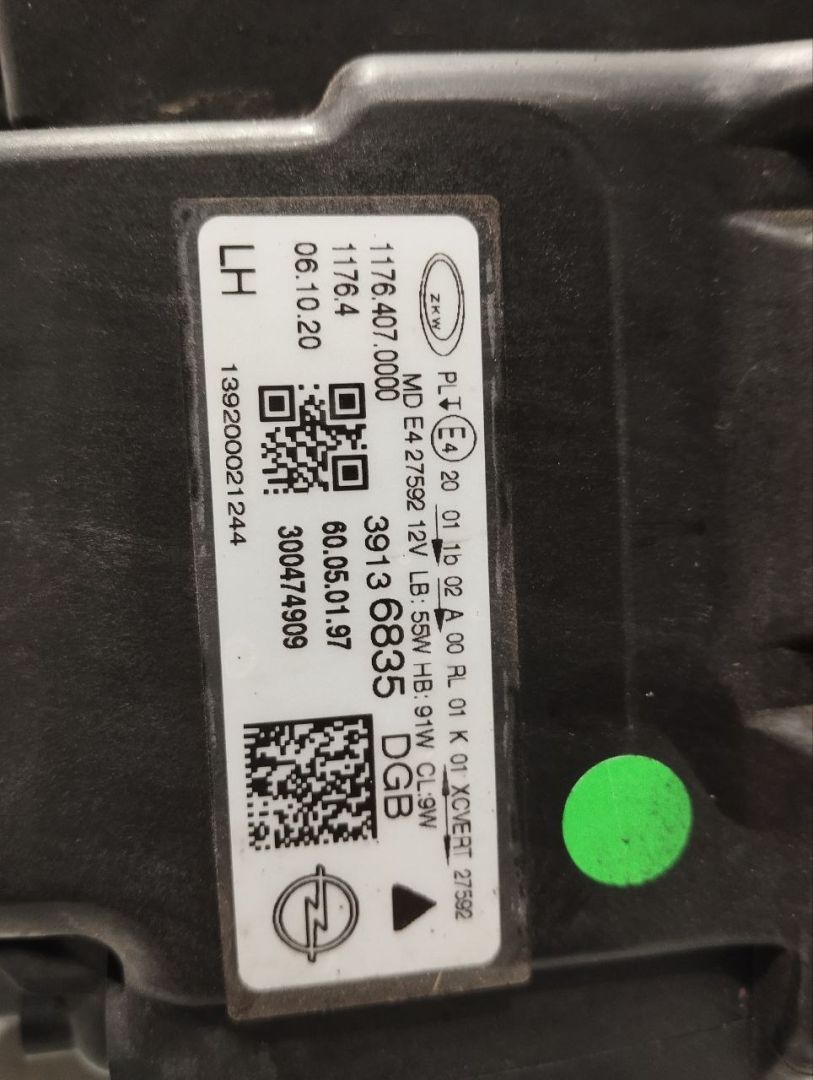 ZKW
PL E4 20 01 1b 02 A 00 RL 01 K 01 XCVERT 27592
MD E4 27592 12V LB: 55W HB: 91W CL:9W
1176.407.0000
1176.4
06.10.20
LH
3913 6835 DGB
60.05.01.97
300474909
139200021244